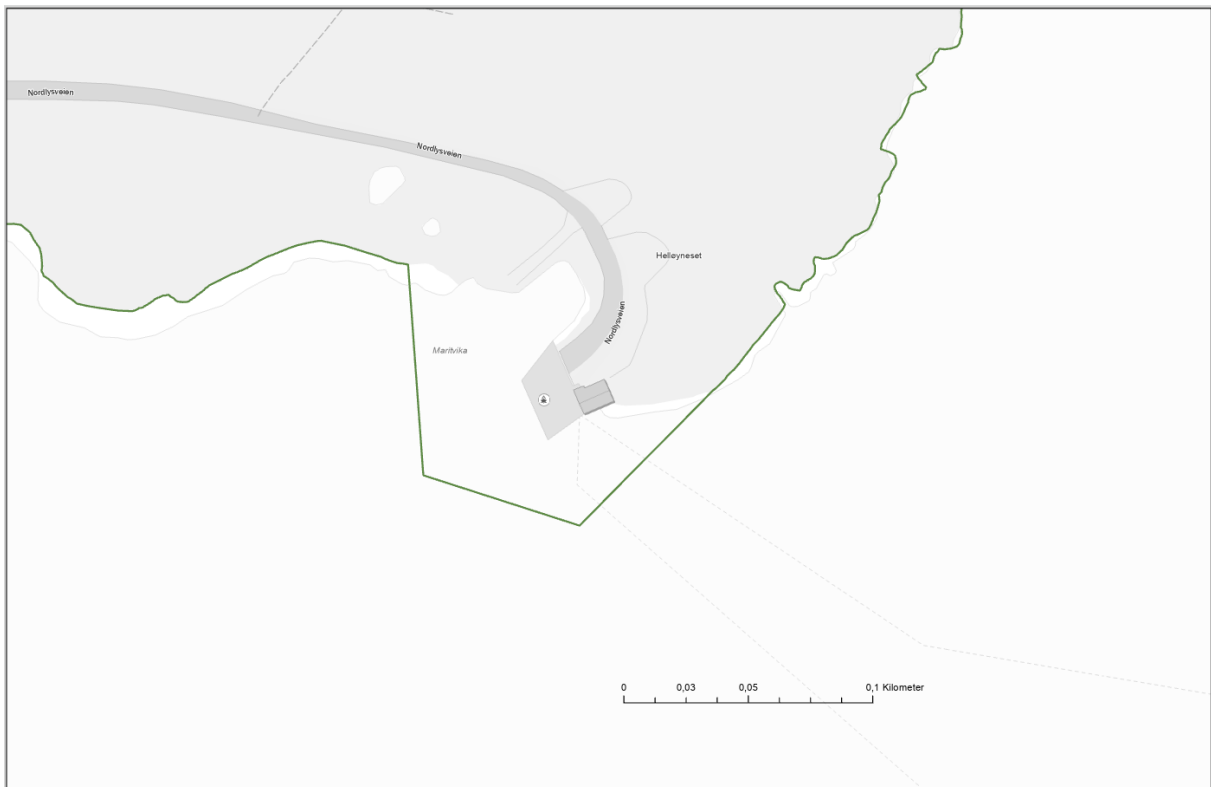 Nordlysveien
Nordlysveien
Helløyneset
Nordlysveien
Maritvika
0 0,03 0,05 0,1 Kilometer